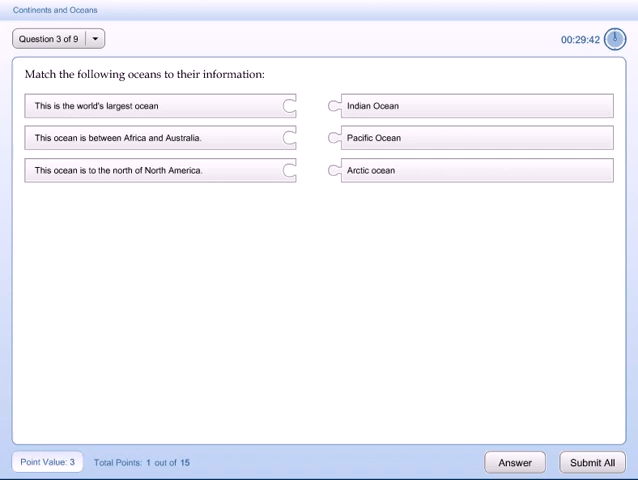 Continents and Oceans
Question 3 of 9
00:29:42
Match the following oceans to their information:
This is the world's largest ocean
Indian Ocean
This ocean is between Africa and Australia.
Pacific Ocean
This ocean is to the north of North America.
Arctic ocean
Point Value: 3
Total Points: 1 out of 15
Answer
Submit All